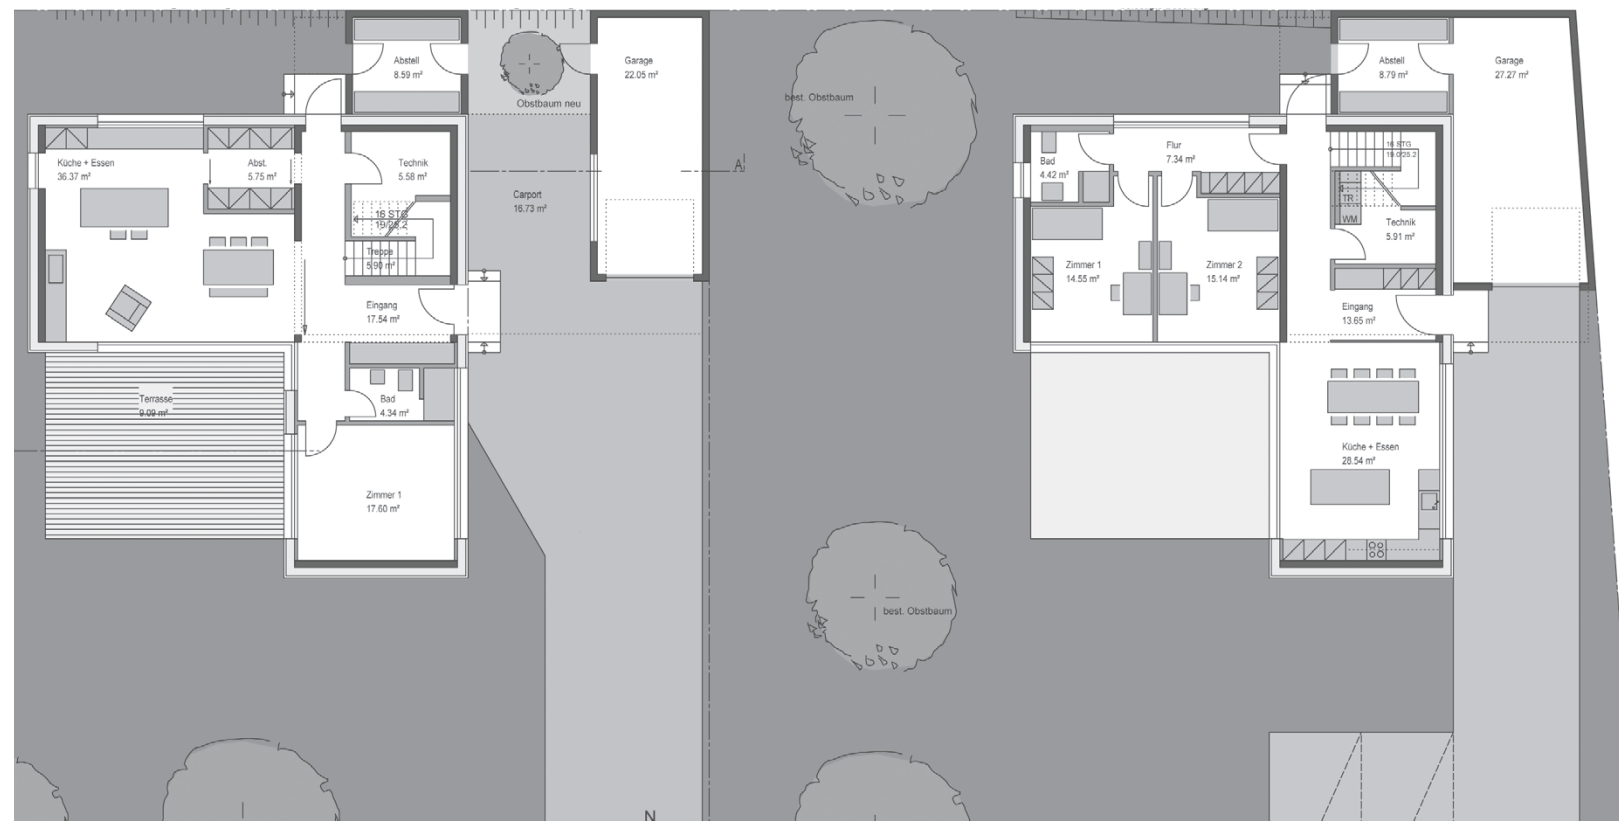 Abstell
8.59 m²
Garage
22.05 m²
Obstbaum neu
best. Obstbaum
Abstell
8.79 m²
Garage
27.27 m²
Küche + Essen
36.37 m²
Abst.
5.75 m²
Technik
5.58 m²
Carport
16.73 m²
A
16 STG
19/25.2
Treppe
5.90 m²
Eingang
17.54 m²
Terrasse
9.09 m²
Bad
4.34 m²
Zimmer 1
17.60 m²
Bad
4.42 m²
Flur
7.34 m²
16 STG
19.0/25.2
TR
WM
Technik
5.91 m²
Zimmer 1
14.55 m²
Zimmer 2
15.14 m²
Eingang
13.65 m²
Küche + Essen
28.54 m²
best. Obstbaum
N